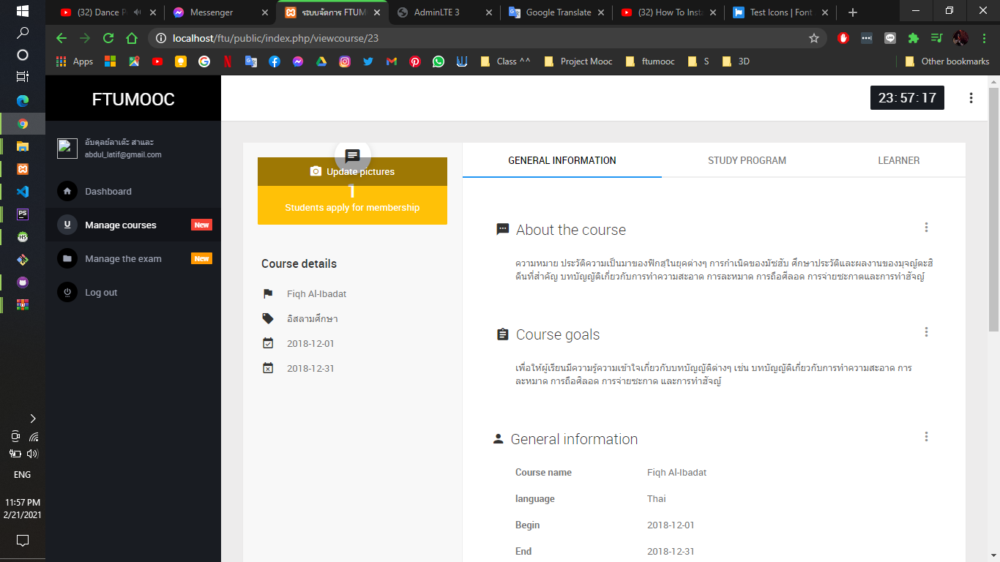 (32) Dance P
Messenger
ระบบจัดการ FTUM
AdminLTE 3
Google Translate
(32) How To Insta
Test Icons | Font
localhost/ftu/public/index.php/viewcourse/23
Apps
Class ^^
Project Mooc
ftumooc
S
3D
Other bookmarks
FTUMOOC
23:57:17
อับดุลย์ลาเต๊ะ สาและ
abdul_latif@gmail.com
Dashboard
Manage courses
New
Manage the exam
New
Log out
Update pictures
1
Students apply for membership
Course details
Fiqh Al-Ibadat
อิสลามศึกษา
2018-12-01
2018-12-31
GENERAL INFORMATION
STUDY PROGRAM
LEARNER
About the course
ความหมาย ประวัติความเป็นมาของฟิกฮฺในยุคต่างๆ การกำเนิดของมัซฮับ ศึกษาประวัติและผลงานของมุจญ์ตะฮิ
ดีนที่สำคัญ บทบัญญัติเกี่ยวกับการทำความสะอาด การละหมาด การถือศีลอด การจ่ายซะกาตและการทำฮัจญ์
Course goals
เพื่อให้ผู้เรียนมีความรู้ความเข้าใจเกี่ยวกับบทบัญญัติต่างๆ เช่น บทบัญญัติเกี่ยวกับการทำความสะอาด การ
ละหมาด การถือศิลอด การจ่ายซะกาด และการทำฮัจญ์
General information
Course name
Fiqh Al-Ibadat
language
Thai
Begin
2018-12-01
End
2018-12-31
ENG
11:57 PM
2/21/2021